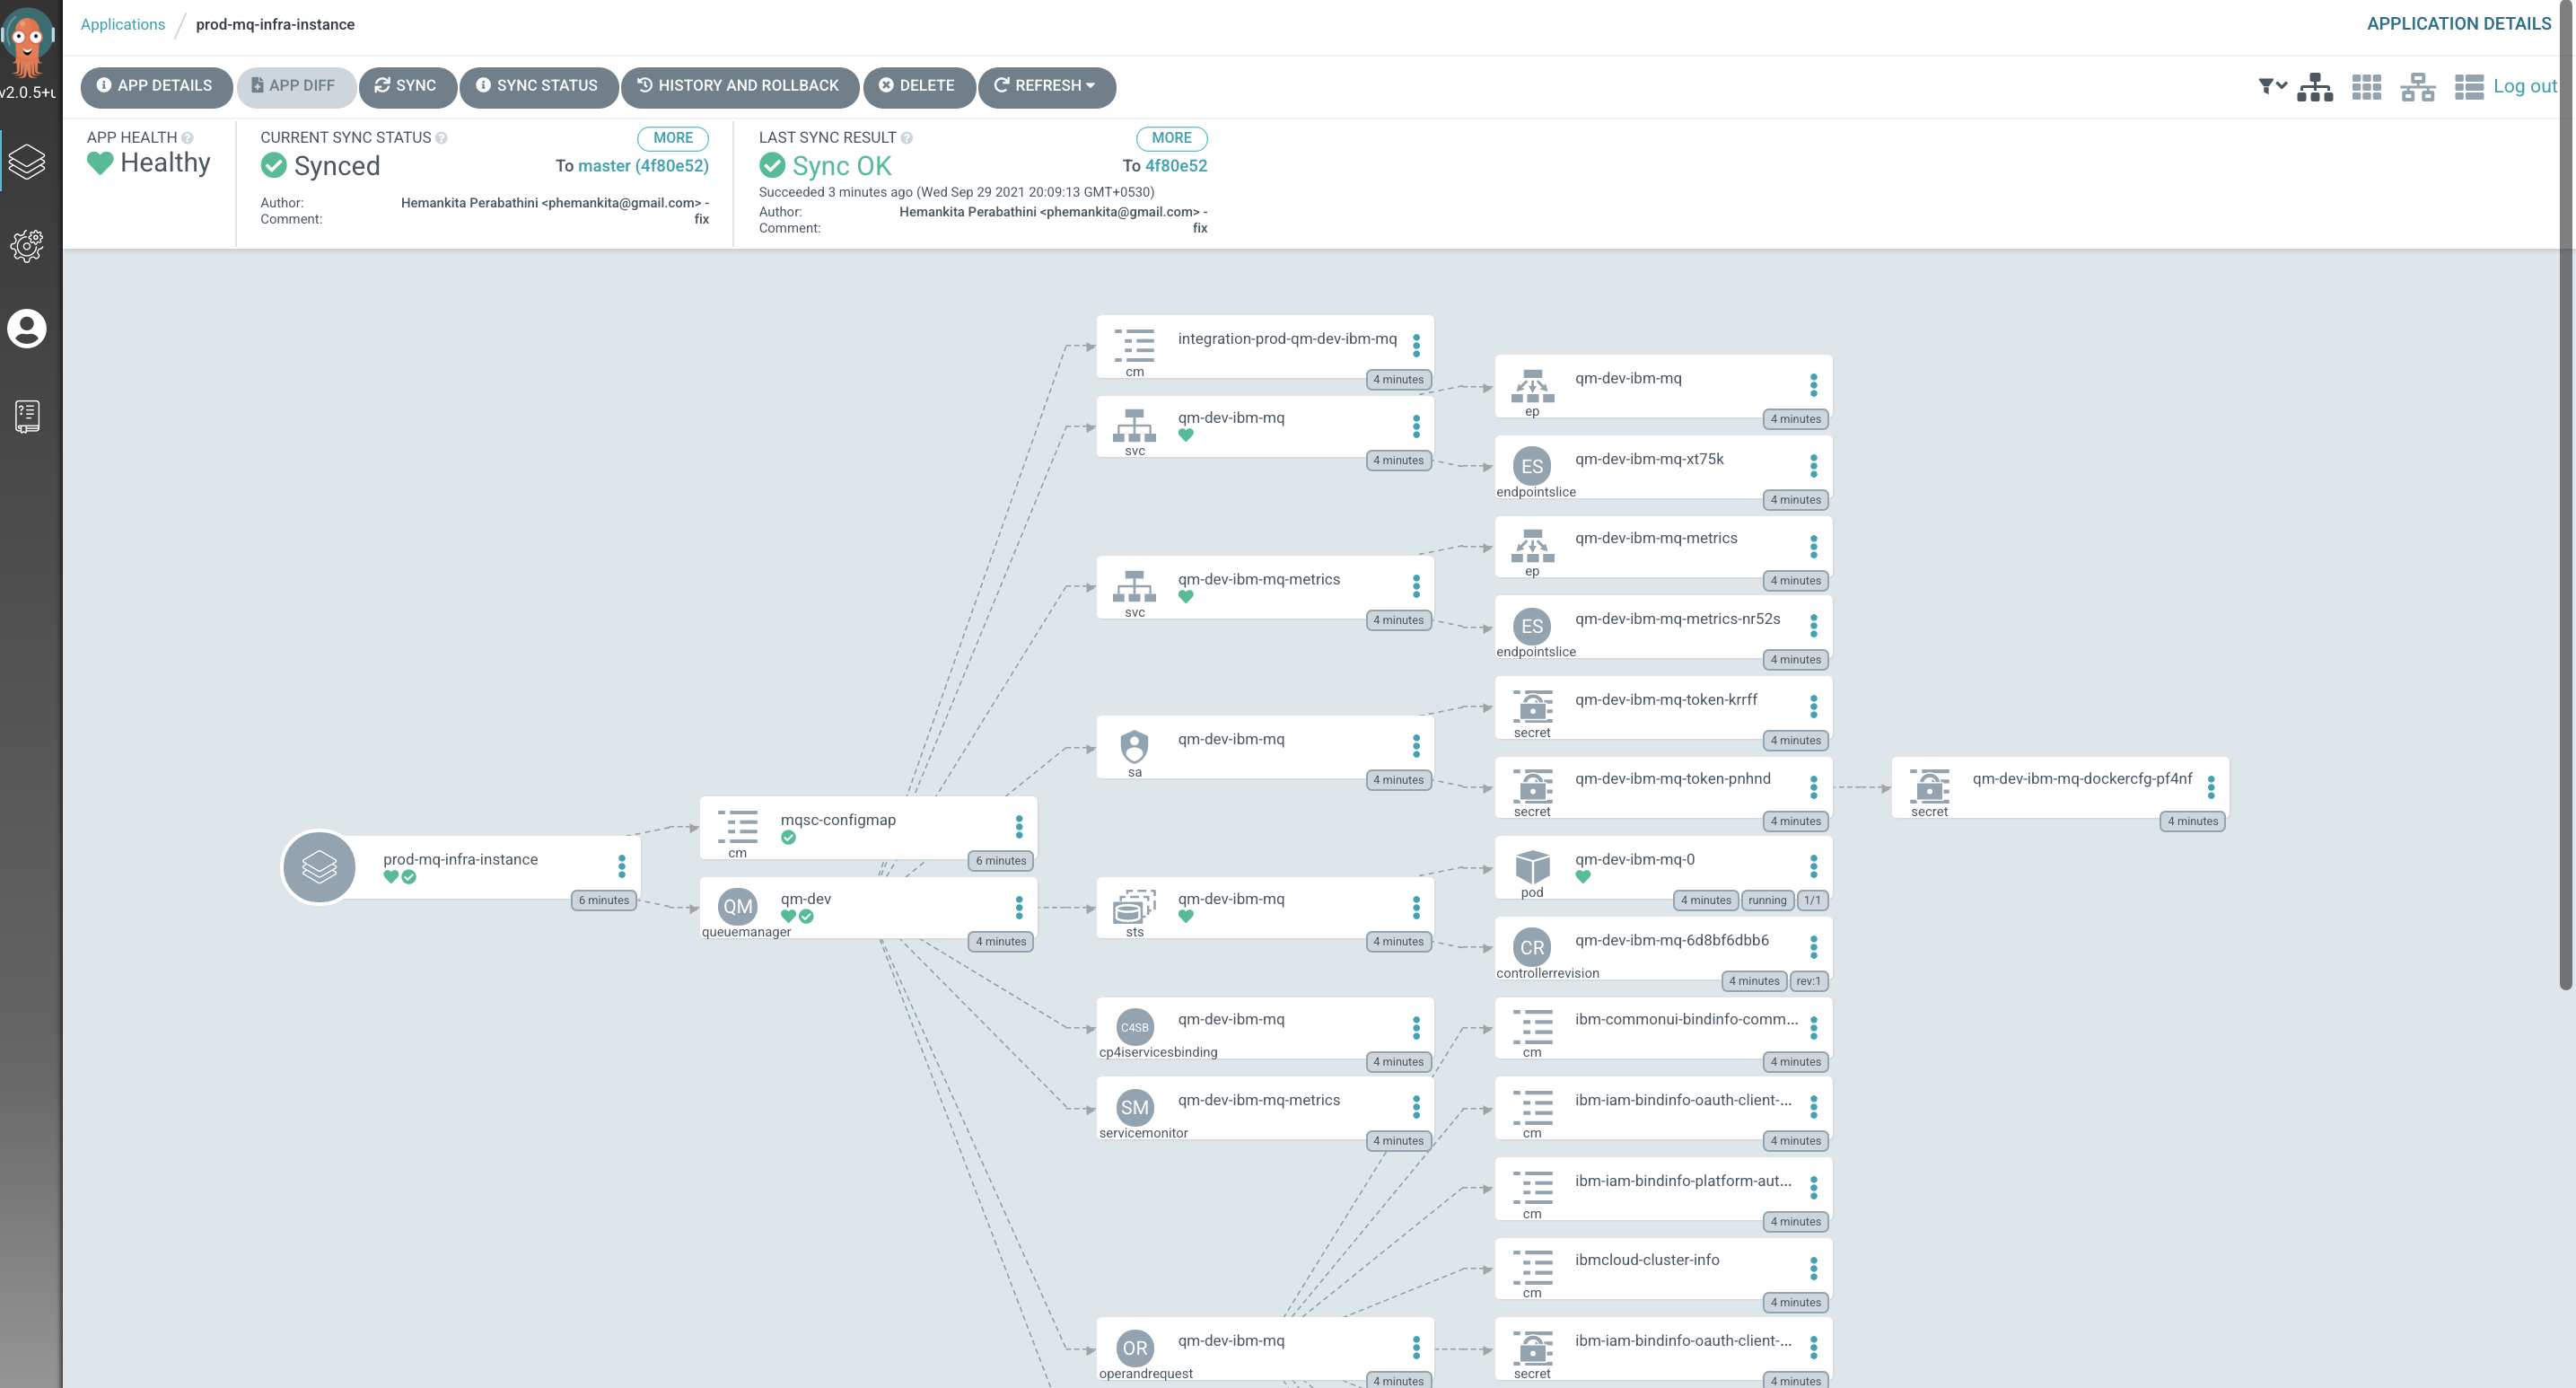 Applications / prod-mq-infra-instance
APPLICATION DETAILS
v2.0.5+
APP DETAILS
APP DIFF
SYNC
SYNC STATUS
HISTORY AND ROLLBACK
DELETE
REFRESH
Log out
APP HEALTH
Healthy
CURRENT SYNC STATUS
MORE
Synced
To master (4f80e52)
Author: Hemankita Perabathini <phemankita@gmail.com> -
Comment: fix
LAST SYNC RESULT
MORE
Sync OK
To 4f80e52
Succeeded 3 minutes ago (Wed Sep 29 2021 20:09:13 GMT+0530)
Author: Hemankita Perabathini <phemankita@gmail.com> -
Comment: fix
prod-mq-infra-instance
6 minutes
mqsc-configmap
cm
6 minutes
QM
qm-dev
queuemanager
4 minutes
integration-prod-qm-dev-ibm-mq
cm
4 minutes
qm-dev-ibm-mq
svc
4 minutes
qm-dev-ibm-mq-metrics
svc
4 minutes
qm-dev-ibm-mq
sa
4 minutes
qm-dev-ibm-mq
sts
4 minutes
C4SB
qm-dev-ibm-mq
cp4iservicesbinding
4 minutes
SM
qm-dev-ibm-mq-metrics
servicemonitor
4 minutes
OR
qm-dev-ibm-mq
operandrequest
4 minutes
qm-dev-ibm-mq
ep
4 minutes
ES
qm-dev-ibm-mq-xt75k
endpointslice
4 minutes
qm-dev-ibm-mq-metrics
ep
4 minutes
ES
qm-dev-ibm-mq-metrics-nr52s
endpointslice
4 minutes
qm-dev-ibm-mq-token-krrff
secret
4 minutes
qm-dev-ibm-mq-token-pnhnd
secret
4 minutes
qm-dev-ibm-mq-0
pod
4 minutes running 1/1
CR
qm-dev-ibm-mq-6d8bf6dbb6
controllerrevision
4 minutes rev:1
ibm-commonui-bindinfo-comm...
cm
4 minutes
ibm-iam-bindinfo-oauth-client-...
cm
4 minutes
ibm-iam-bindinfo-platform-aut...
cm
4 minutes
ibmcloud-cluster-info
cm
4 minutes
ibm-iam-bindinfo-oauth-client-...
secret
4 minutes
qm-dev-ibm-mq-dockercfg-pf4nf
secret
4 minutes